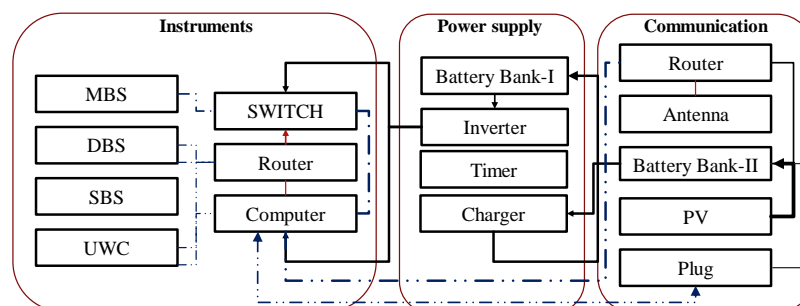 Instruments
MBS
DBS
SBS
UWC
SWITCH
Router
Computer
Power supply
Battery Bank-I
Inverter
Timer
Charger
Communication
Router
Antenna
Battery Bank-II
PV
Plug